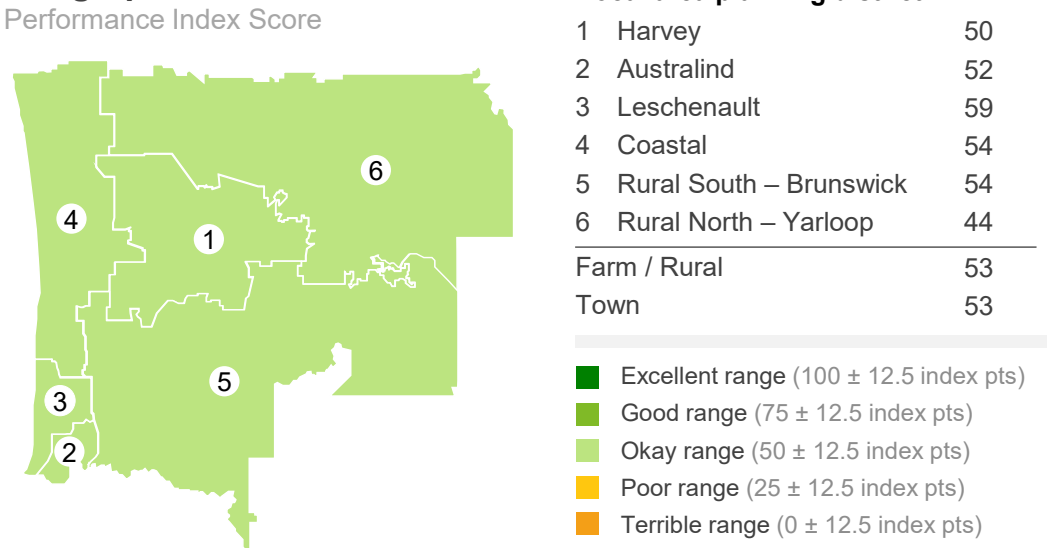 Performance Index Score
6
4
1
5
3
2
1 Harvey 50
2 Australind 52
3 Leschenault 59
4 Coastal 54
5 Rural South – Brunswick 54
6 Rural North – Yarloop 44
Farm / Rural 53
Town 53
Excellent range (100 ± 12.5 index pts)
Good range (75 ± 12.5 index pts)
Okay range (50 ± 12.5 index pts)
Poor range (25 ± 12.5 index pts)
Terrible range (0 ± 12.5 index pts)